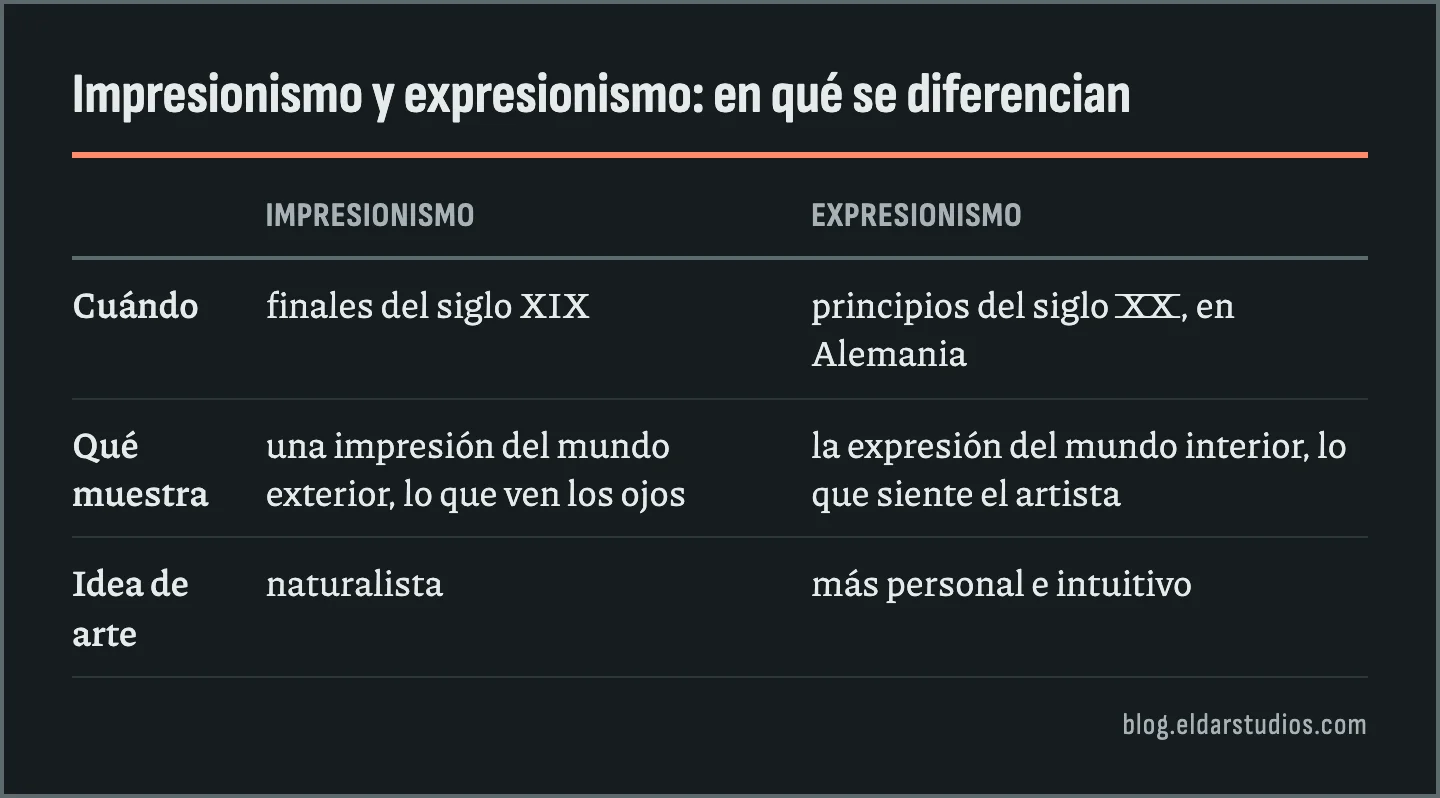 Impresionismo y expresionismo: en qué se diferencian
IMPRESIONISMO EXPRESIONISMO
Cuándo finales del siglo XIX principios del siglo XX, en
Alemania
Qué una impresión del mundo la expresión del mundo interior, lo
muestra exterior, lo que ven los ojos que siente el artista
Idea de naturalista más personal e intuitivo
arte
blog.eldarstudios.com